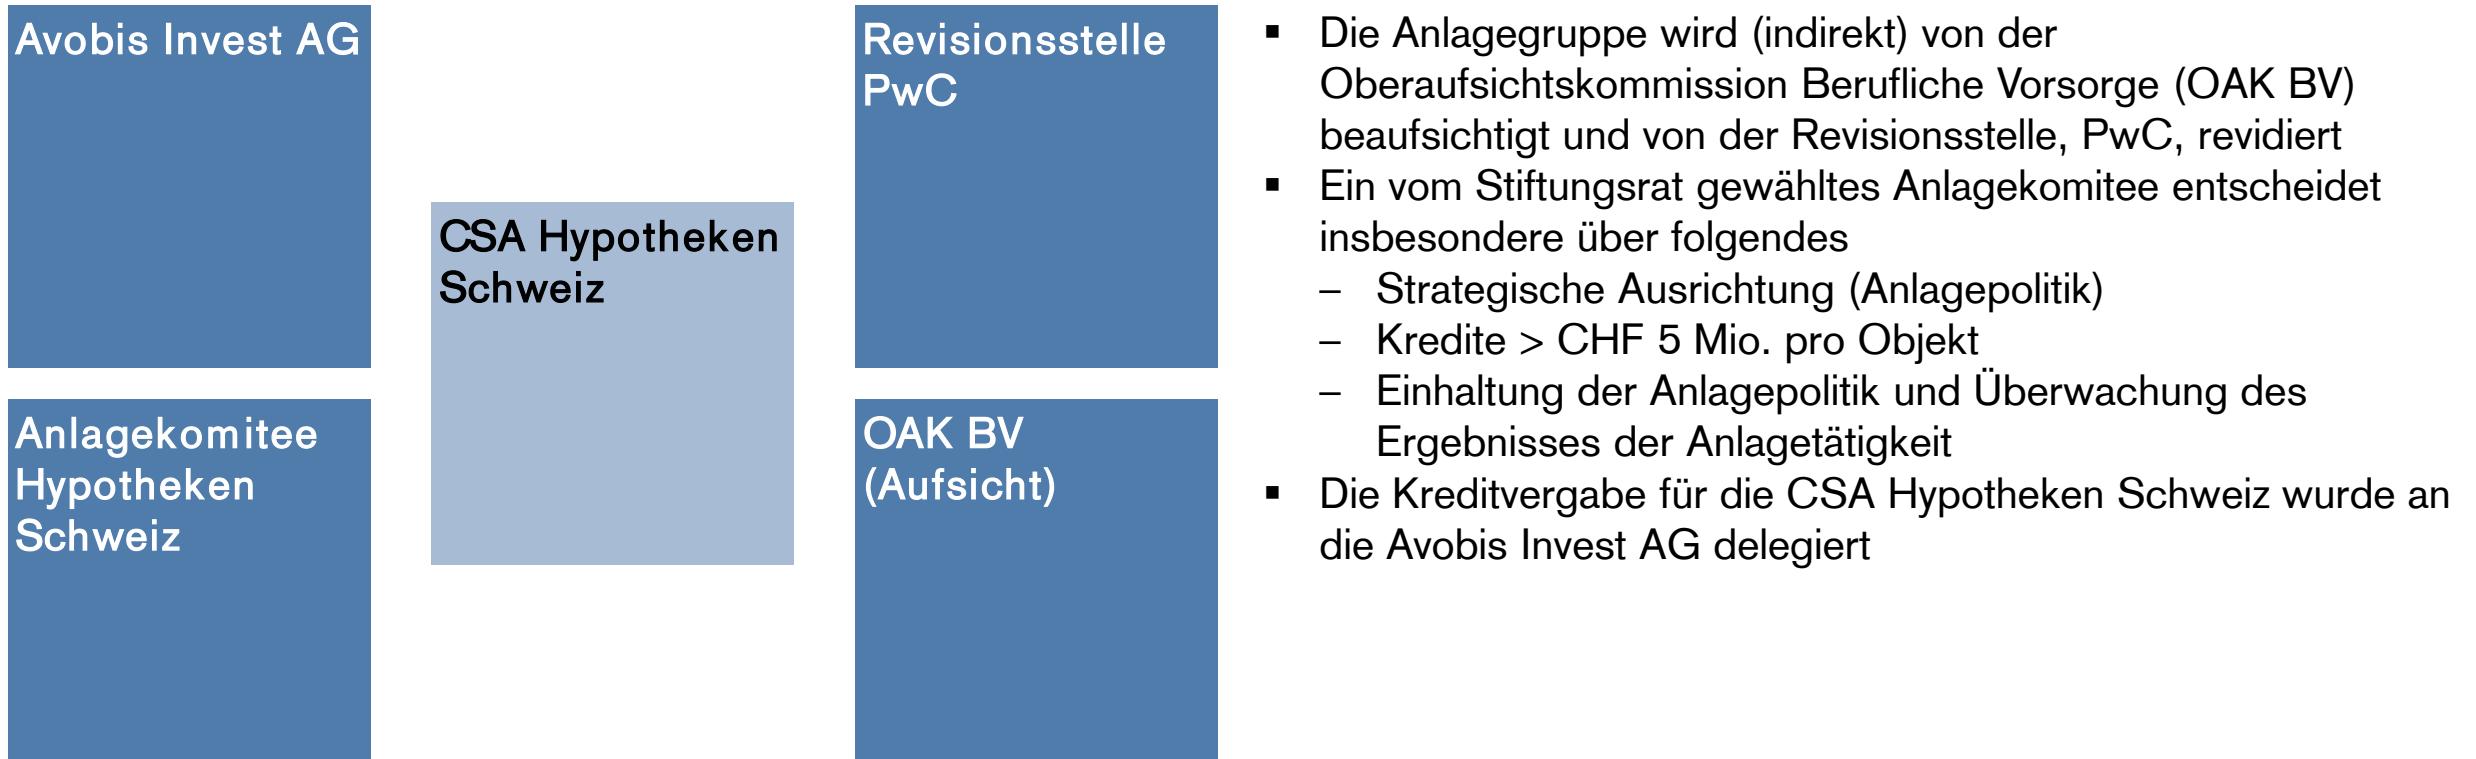 Avobis Invest AG
Revisionsstelle
PwC
CSA Hypotheken
Schweiz
Anlagekomitee
Hypotheken
Schweiz
OAK BV
(Aufsicht)
▪ Die Anlagegruppe wird (indirekt) von der
Oberaufsichtskommission Berufliche Vorsorge (OAK BV)
beaufsichtigt und von der Revisionsstelle, PwC, revidiert
▪ Ein vom Stiftungsrat gewähltes Anlagekomitee entscheidet
insbesondere über folgendes
– Strategische Ausrichtung (Anlagepolitik)
– Kredite > CHF 5 Mio. pro Objekt
– Einhaltung der Anlagepolitik und Überwachung des
Ergebnisses der Anlagetätigkeit
▪ Die Kreditvergabe für die CSA Hypotheken Schweiz wurde an
die Avobis Invest AG delegiert